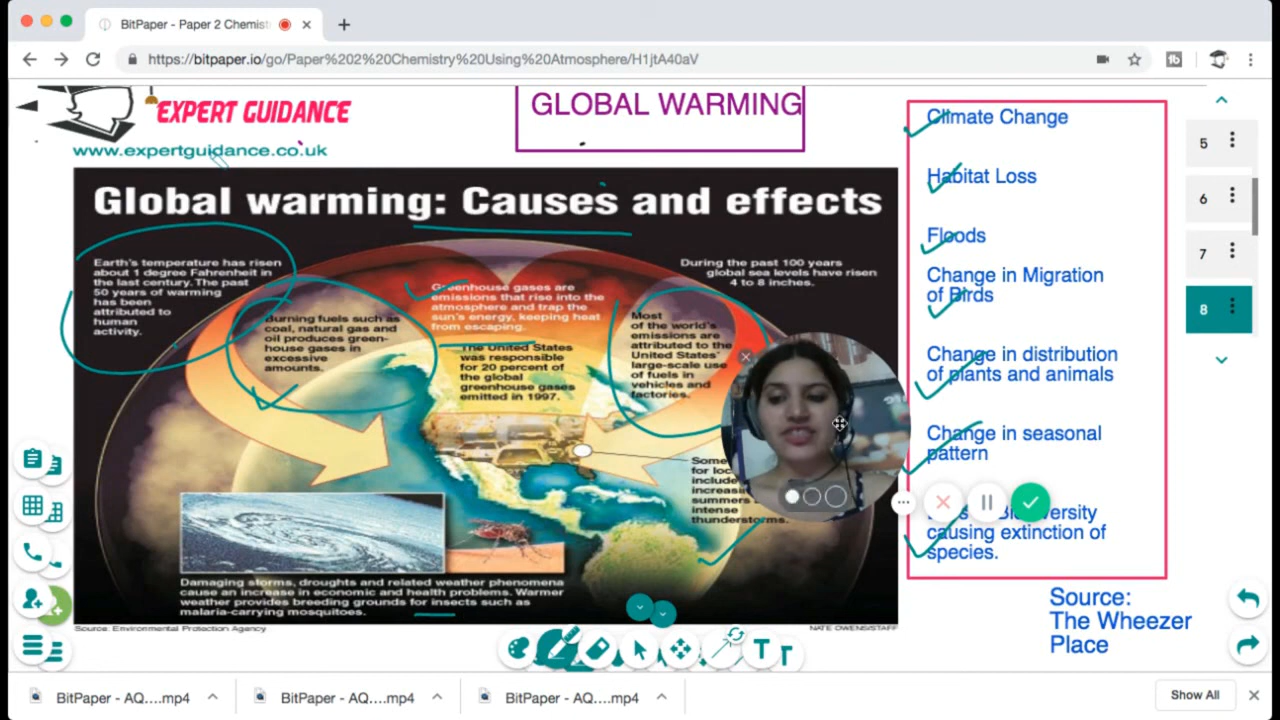 BitPaper - Paper 2 Chemist
https://bitpaper.io/go/Paper%202%20Chemistry%20Using%20Atmosphere/H1jtA40aV
EXPERT GUIDANCE
www.expertguidance.co.uk
GLOBAL WARMING
Global warming: Causes and effects
Earth's temperature has risen
about 1 degree Fahrenheit in
the last century. The past
50 years of warming
has been
attributed to
human
activity.
Burning fuels such as
coal, natural gas and
oil produces green-
house gases in
excessive
amounts.
Greenhouse gases are
emissions that rise into the
atmosphere and trap the
sun's energy, keeping heat
from escaping.
The United States
was responsible
for 20 percent of
the global
greenhouse gases
emitted in 1997.
During the past 100 years
global sea levels have risen
4 to 8 inches.
Most
of the world's
emissions are
attributed to the
United States'
large-scale use
of fuels in
vehicles and
factories.
Some
for
include
summers
intense
thunderstorms.
Damaging storms, droughts and related weather phenomena
cause an increase in economic and health problems. Warmer
weather provides breeding grounds for insects such as
malaria-carrying mosquitoes.
Source: Environmental Protection Agency
NATE OWENS/STAFF
Climate Change
Habitat Loss
Floods
Change in Migration
of Birds
Change in distribution
of plants and animals
Change in seasonal
pattern
causing extinction of
species.
Source:
The Wheezer
Place
5
6
7
8
T
BitPaper - AQ....mp4
BitPaper - AQ....mp4
BitPaper - AQ....mp4
Show All